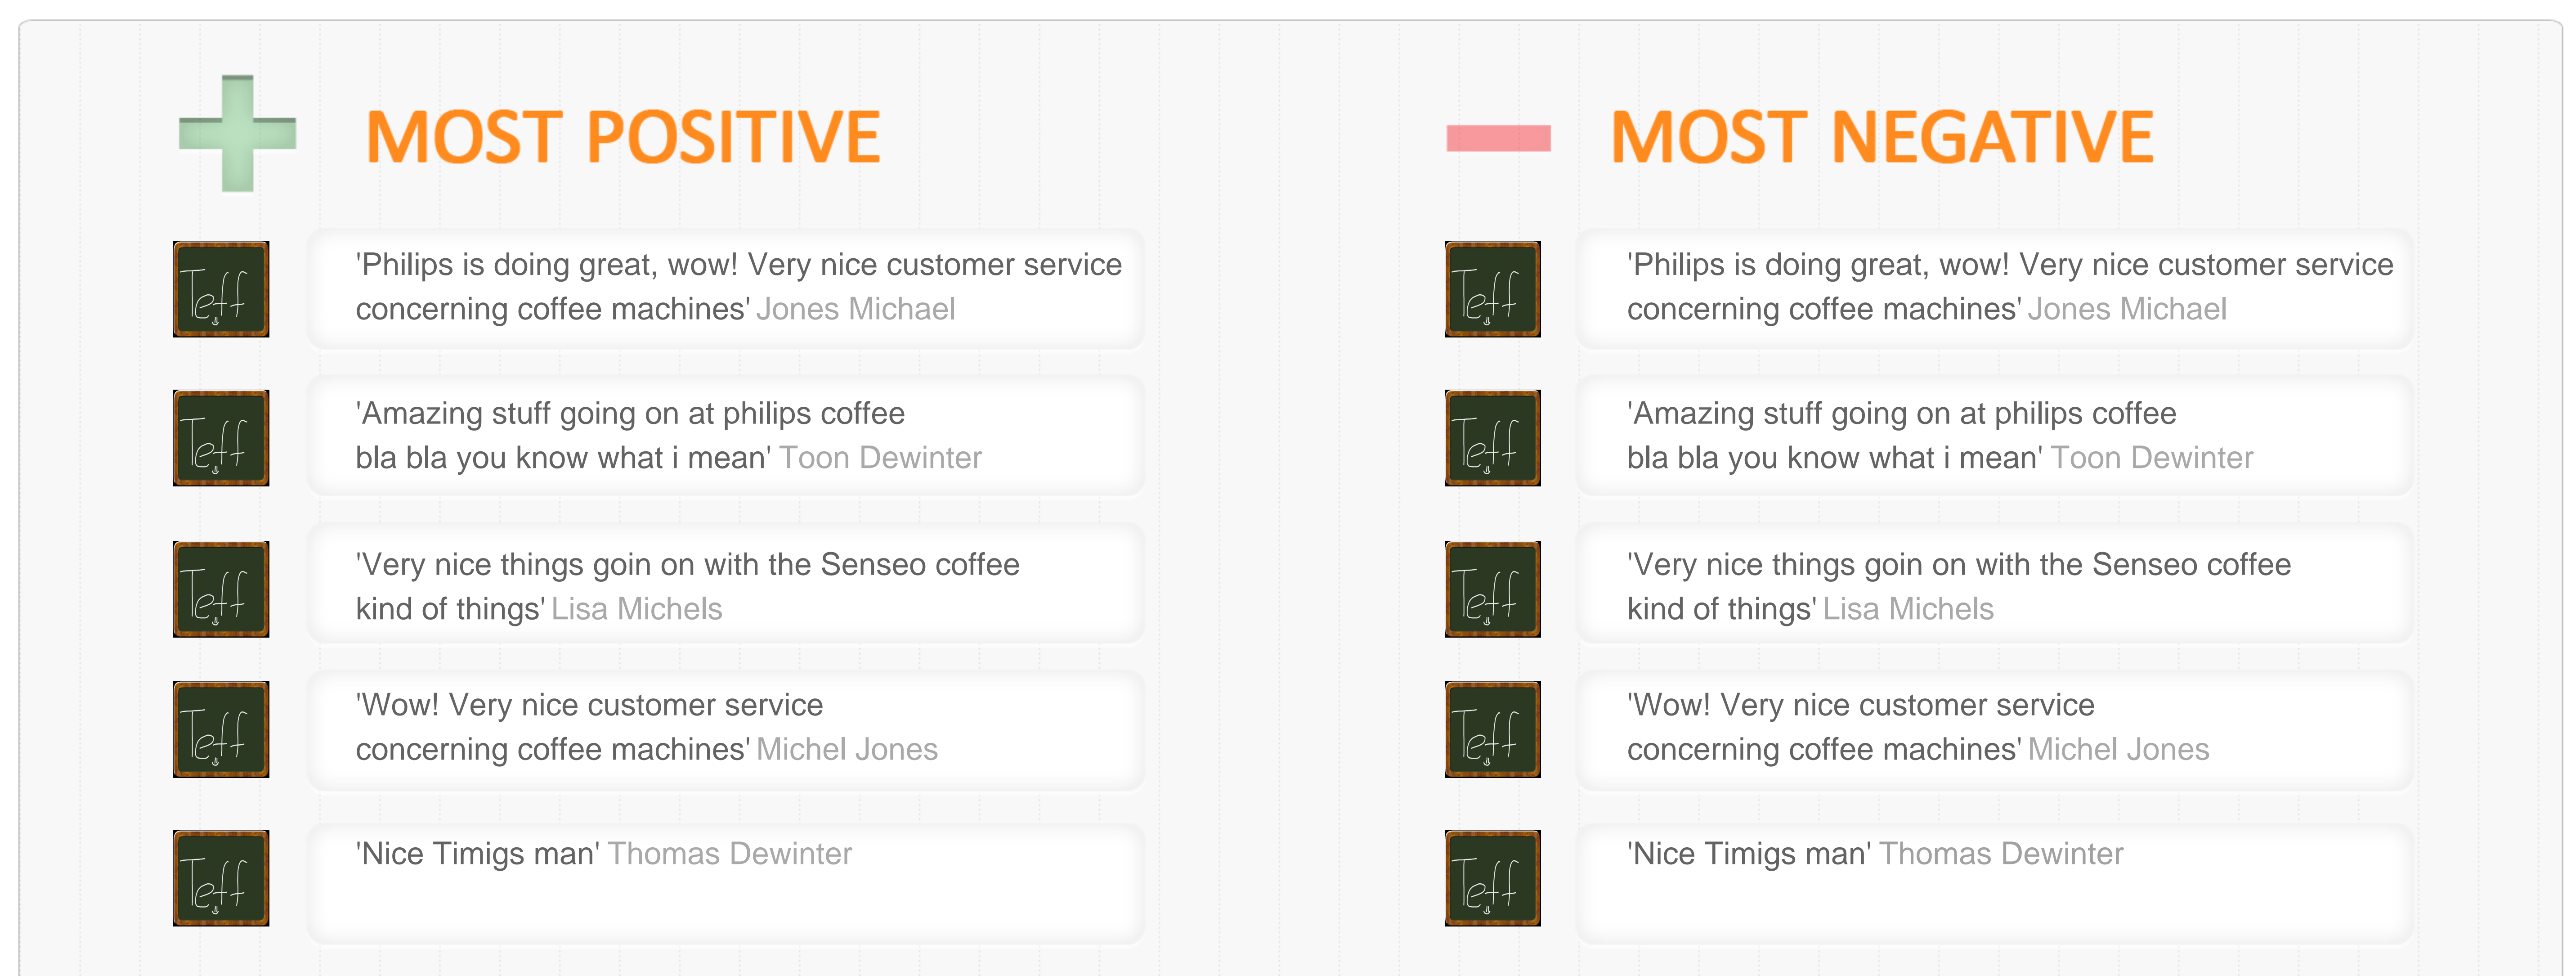 MOST POSITIVE
Teff
'Philips is doing great, wow! Very nice customer service
concerning coffee machines' Jones Michael
Teff
'Amazing stuff going on at philips coffee
bla bla you know what i mean' Toon Dewinter
Teff
'Very nice things goin on with the Senseo coffee
kind of things' Lisa Michels
Teff
'Wow! Very nice customer service
concerning coffee machines' Michel Jones
Teff
'Nice Timigs man' Thomas Dewinter
MOST NEGATIVE
Teff
'Philips is doing great, wow! Very nice customer service
concerning coffee machines' Jones Michael
Teff
'Amazing stuff going on at philips coffee
bla bla you know what i mean' Toon Dewinter
Teff
'Very nice things goin on with the Senseo coffee
kind of things' Lisa Michels
Teff
'Wow! Very nice customer service
concerning coffee machines' Michel Jones
Teff
'Nice Timigs man' Thomas Dewinter